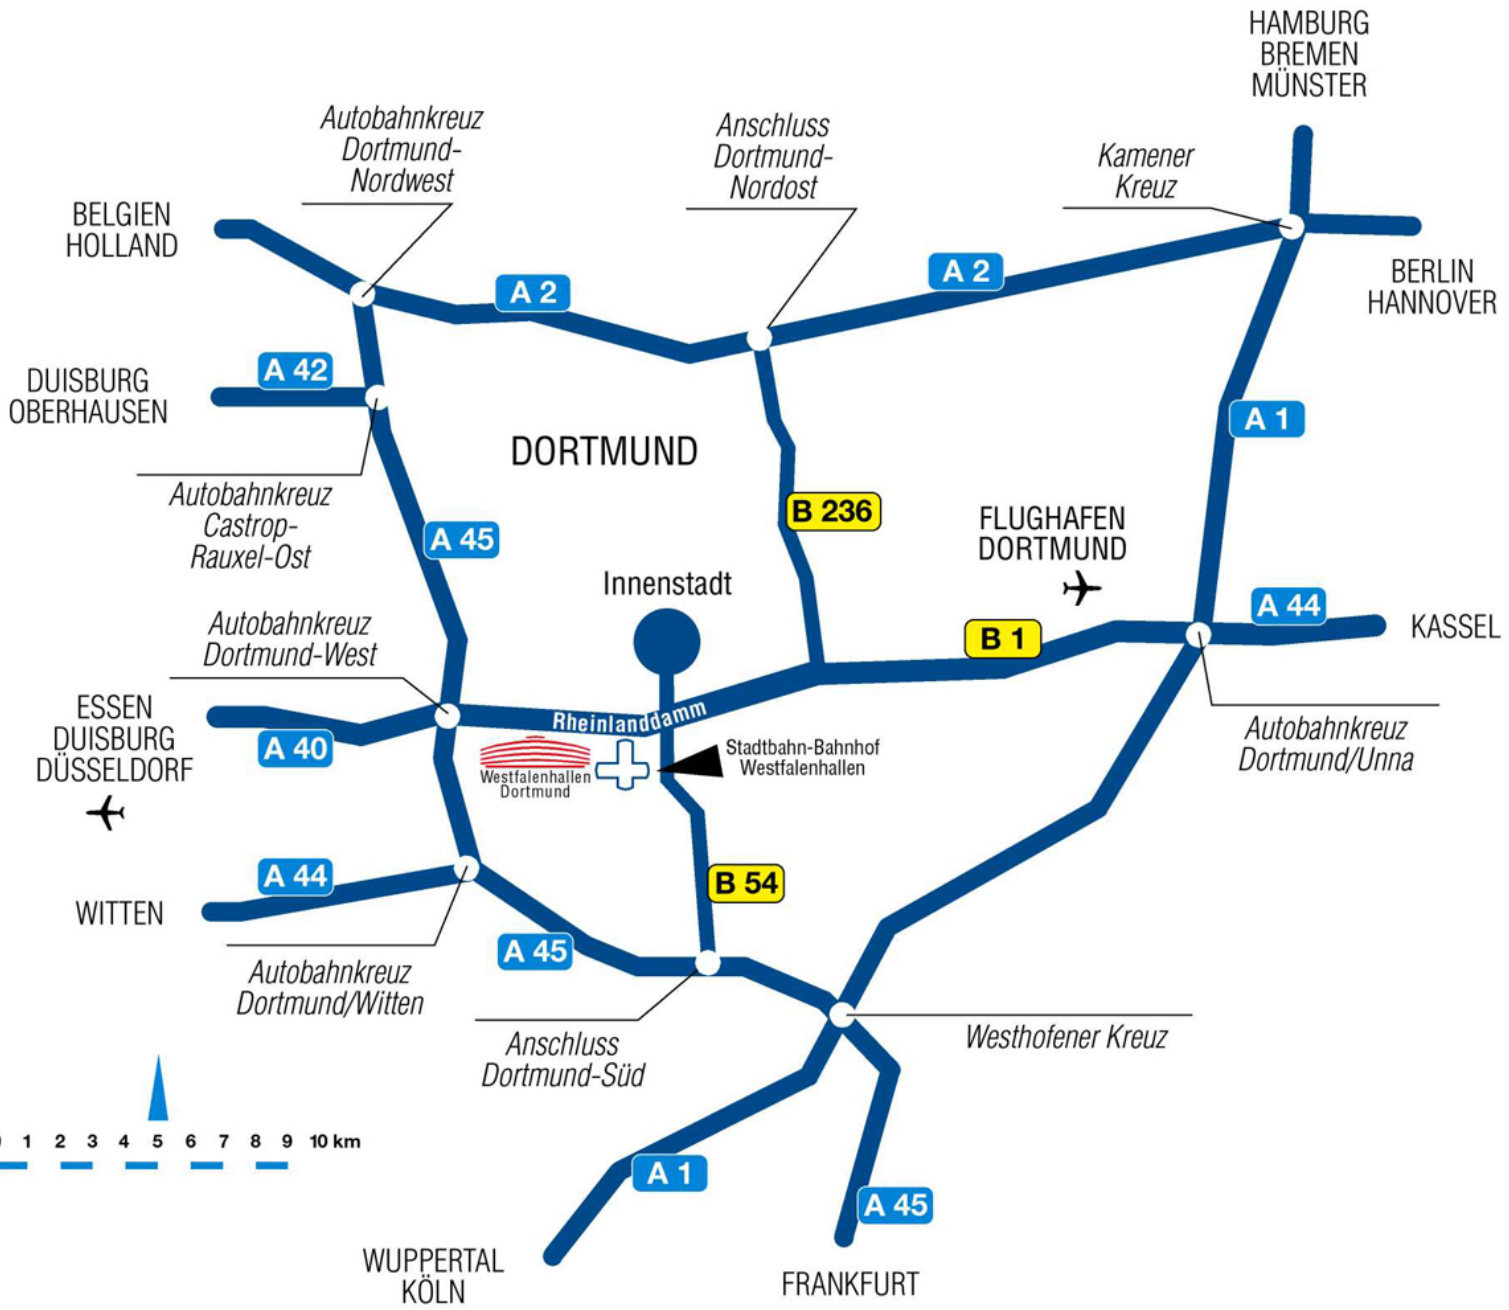 HAMBURG
BREMEN
MÜNSTER
Autobahnkreuz
Dortmund-
Nordwest
Anschluss
Dortmund-
Nordost
Kamener
Kreuz
BELGIEN
HOLLAND
A 2
A 2
BERLIN
HANNOVER
DUISBURG
OBERHAUSEN
A 42
A 1
DORTMUND
Autobahnkreuz
Castrop-
Rauxel-Ost
A 45
B 236
FLUGHAFEN
DORTMUND
Innenstadt
A 44
KASSEL
Autobahnkreuz
Dortmund-West
B 1
ESSEN
DUISBURG
DÜSSELDORF
A 40
Rheinlanddamm
Westfalenhallen
Dortmund
Stadtbahn-Bahnhof
Westfalenhallen
Autobahnkreuz
Dortmund/Unna
A 44
WITTEN
B 54
A 45
Autobahnkreuz
Dortmund/Witten
Anschluss
Dortmund-Süd
Westhofener Kreuz
1 2 3 4 5 6 7 8 9 10 km
A 1
A 45
WUPPERTAL
KÖLN
FRANKFURT